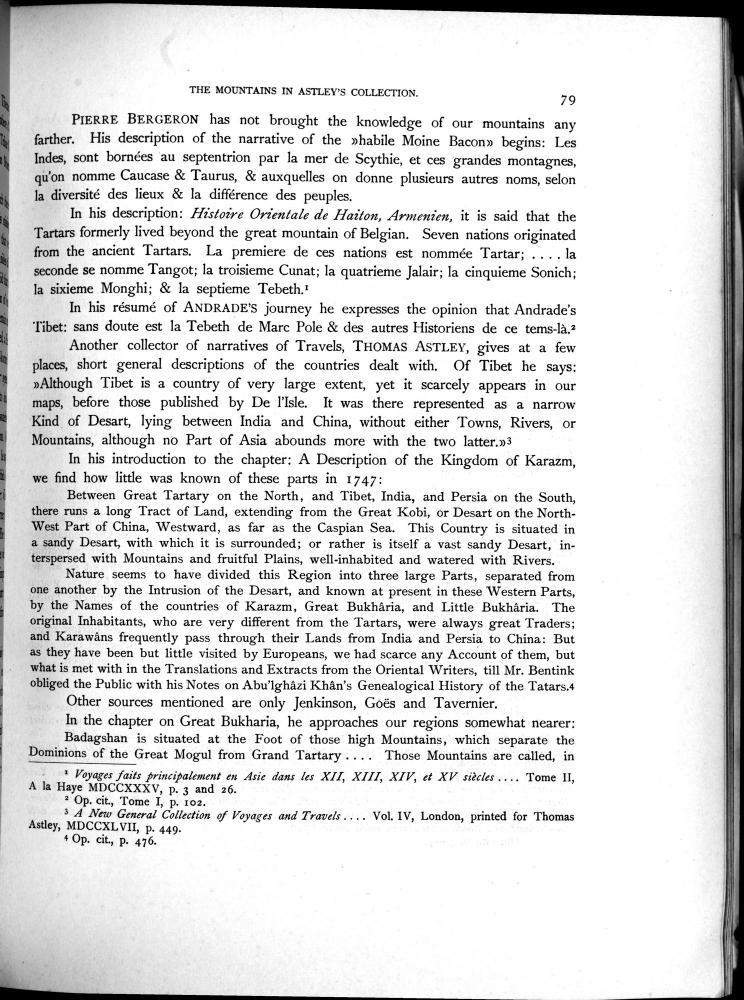 THE MOUNTAINS IN ASTLEY'S COLLECTION.
79
PIERRE BERGERON has not brought the knowledge of our mountains any
farther. His description of the narrative of the »habile Moine Bacon» begins: Les
Indes, sont bornées au septentrion par la mer de Scythie, et ces grandes montagnes,
qu'on nomme Caucase & Taurus, & auxquelles on donne plusieurs autres noms, selon
la diversité des lieux & la différence des peuples.
In his description: Histoire Orientale de Haiton, Armenien, it is said that the
Tartars formerly lived beyond the great mountain of Belgian. Seven nations originated
from the ancient Tartars. La premiere de ces nations est nommée Tartar; .... la
seconde se nomme Tangot; la troisieme Cunat; la quatrieme Jalair; la cinquieme Sonich;
la sixieme Monghi; & la septieme Tebeth.¹
In his résumé of ANDRADE'S journey he expresses the opinion that Andrade's
Tibet: sans doute est la Tebeth de Marc Pole & des autres Historiens de ce tems-là.²
Another collector of narratives of Travels, THOMAS ASTLEY, gives at a few
places, short general descriptions of the countries dealt with. Of Tibet he says:
»Although Tibet is a country of very large extent, yet it scarcely appears in our
maps, before those published by De l'Isle. It was there represented as a narrow
Kind of Desart, lying between India and China, without either Towns, Rivers, or
Mountains, although no Part of Asia abounds more with the two latter.»³
In his introduction to the chapter: A Description of the Kingdom of Karazm,
we find how little was known of these parts in 1747:
Between Great Tartary on the North, and Tibet, India, and Persia on the South,
there runs a long Tract of Land, extending from the Great Kobi, or Desart on the North-
West Part of China, Westward, as far as the Caspian Sea. This Country is situated in
a sandy Desart, with which it is surrounded; or rather is itself a vast sandy Desart, in-
terspersed with Mountains and fruitful Plains, well-inhabited and watered with Rivers.
Nature seems to have divided this Region into three large Parts, separated from
one another by the Intrusion of the Desart, and known at present in these Western Parts,
by the Names of the countries of Karazm, Great Bukhâria, and Little Bukhâria. The
original Inhabitants, who are very different from the Tartars, were always great Traders;
and Karawâns frequently pass through their Lands from India and Persia to China: But
as they have been but little visited by Europeans, we had scarce any Account of them, but
what is met with in the Translations and Extracts from the Oriental Writers, till Mr. Bentink
obliged the Public with his Notes on Abu'lghâzi Khân's Genealogical History of the Tatars.⁴
Other sources mentioned are only Jenkinson, Goës and Tavernier.
In the chapter on Great Bukharia, he approaches our regions somewhat nearer:
Badagshan is situated at the Foot of those high Mountains, which separate the
Dominions of the Great Mogul from Grand Tartary .... Those Mountains are called, in
¹ Voyages faits principalement en Asie dans les XII, XIII, XIV, et XV siècles .... Tome II,
A la Haye MDCCXXXV, p. 3 and 26.
² Op. cit., Tome I, p. 102.
³ A New General Collection of Voyages and Travels .... Vol. IV, London, printed for Thomas
Astley, MDCCXLVII, p. 449.
⁴ Op. cit., p. 476.